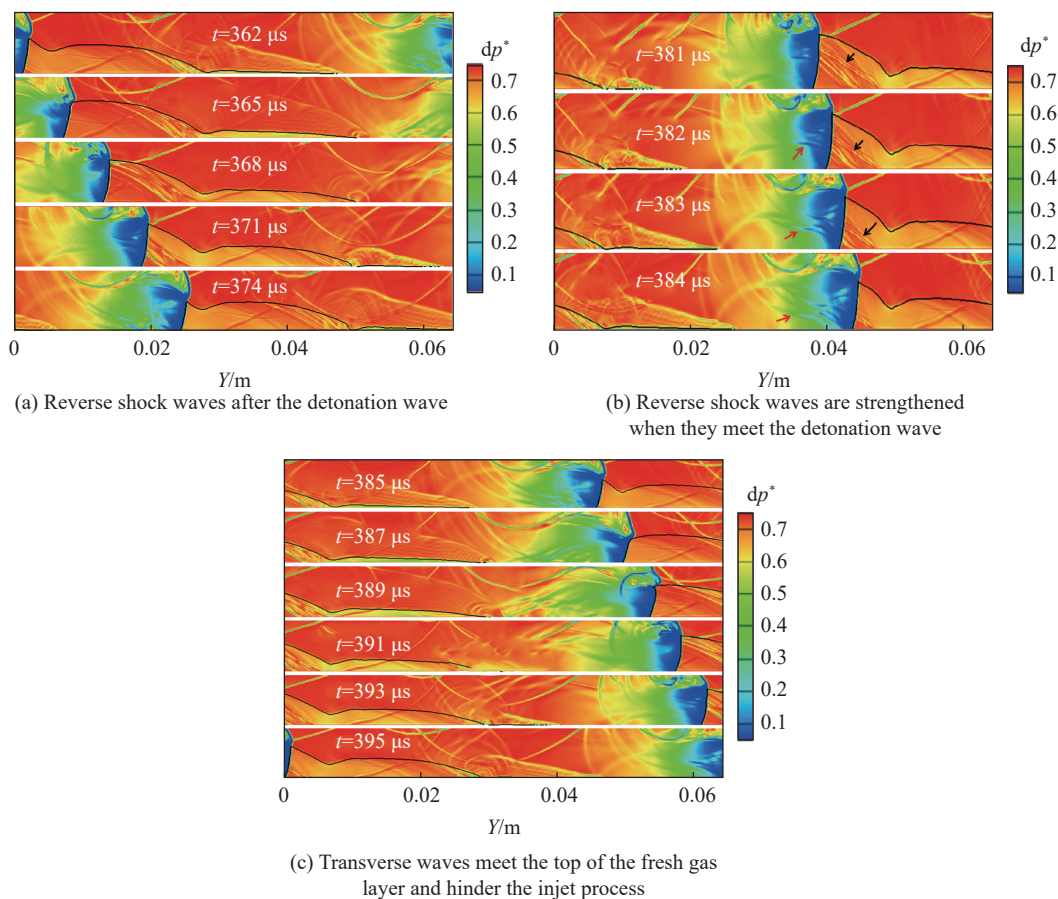 t=362 μs
t=365 μs
t=368 μs
t=371 μs
t=374 μs
dp*
0.7
0.6
0.5
0.4
0.3
0.2
0.1
0 0.02 0.04 0.06
Y/m
(a) Reverse shock waves after the detonation wave
t=381 μs
t=382 μs
t=383 μs
t=384 μs
dp*
0.7
0.6
0.5
0.4
0.3
0.2
0.1
0 0.02 0.04 0.06
Y/m
(b) Reverse shock waves are strengthened
when they meet the detonation wave
t=385 μs
t=387 μs
t=389 μs
t=391 μs
t=393 μs
t=395 μs
dp*
0.7
0.6
0.5
0.4
0.3
0.2
0.1
0 0.02 0.04 0.06
Y/m
(c) Transverse waves meet the top of the fresh gas
layer and hinder the injet process